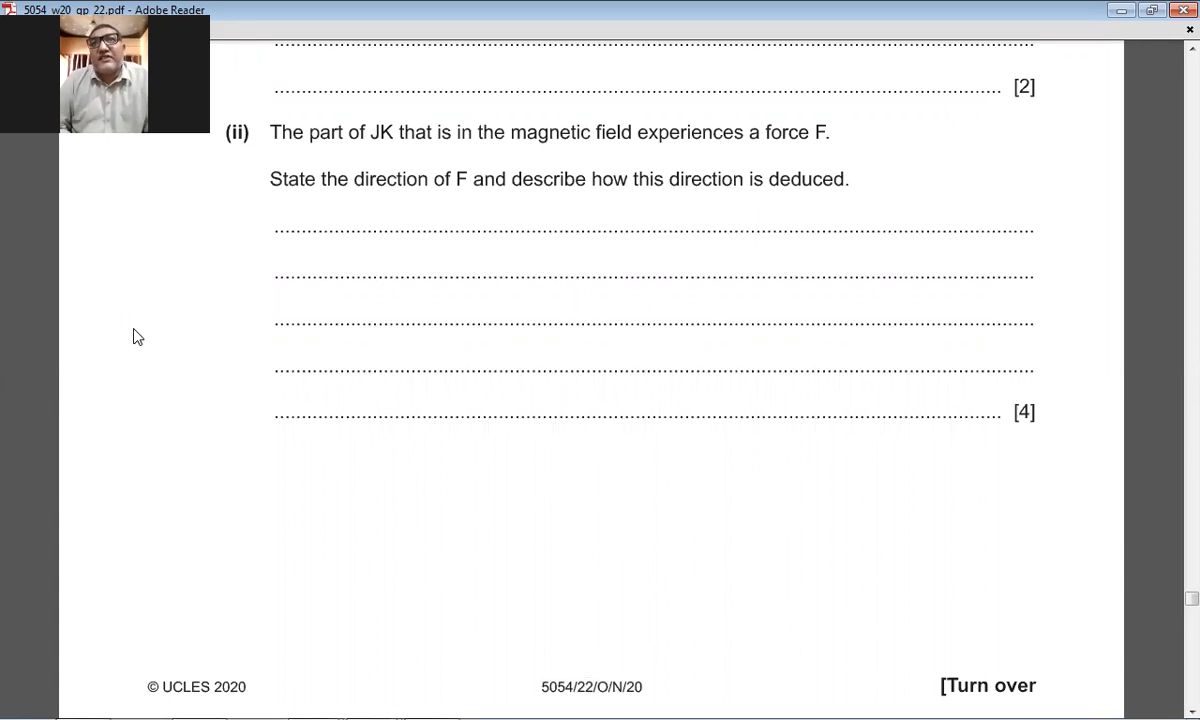 5054_w20_qp_22.pdf - Adobe Reader
[2]
(ii) The part of JK that is in the magnetic field experiences a force F.
State the direction of F and describe how this direction is deduced.
[4]
© UCLES 2020 5054/22/O/N/20 [Turn over